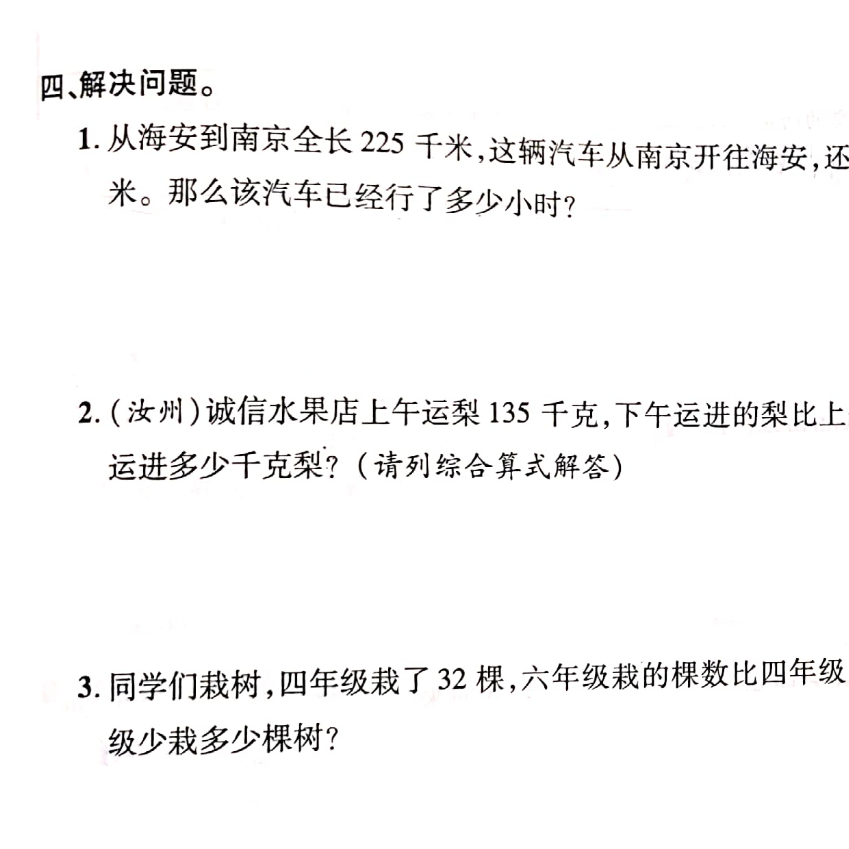 四、解决问题。
1. 从海安到南京全长 225 千米,这辆汽车从南京开往海安,还
米。那么该汽车已经行了多少小时?
2. (汝州)诚信水果店上午运梨 135 千克,下午运进的梨比上
运进多少千克梨?(请列综合算式解答)
3. 同学们栽树,四年级栽了 32 棵,六年级栽的棵数比四年级
级少栽多少棵树?